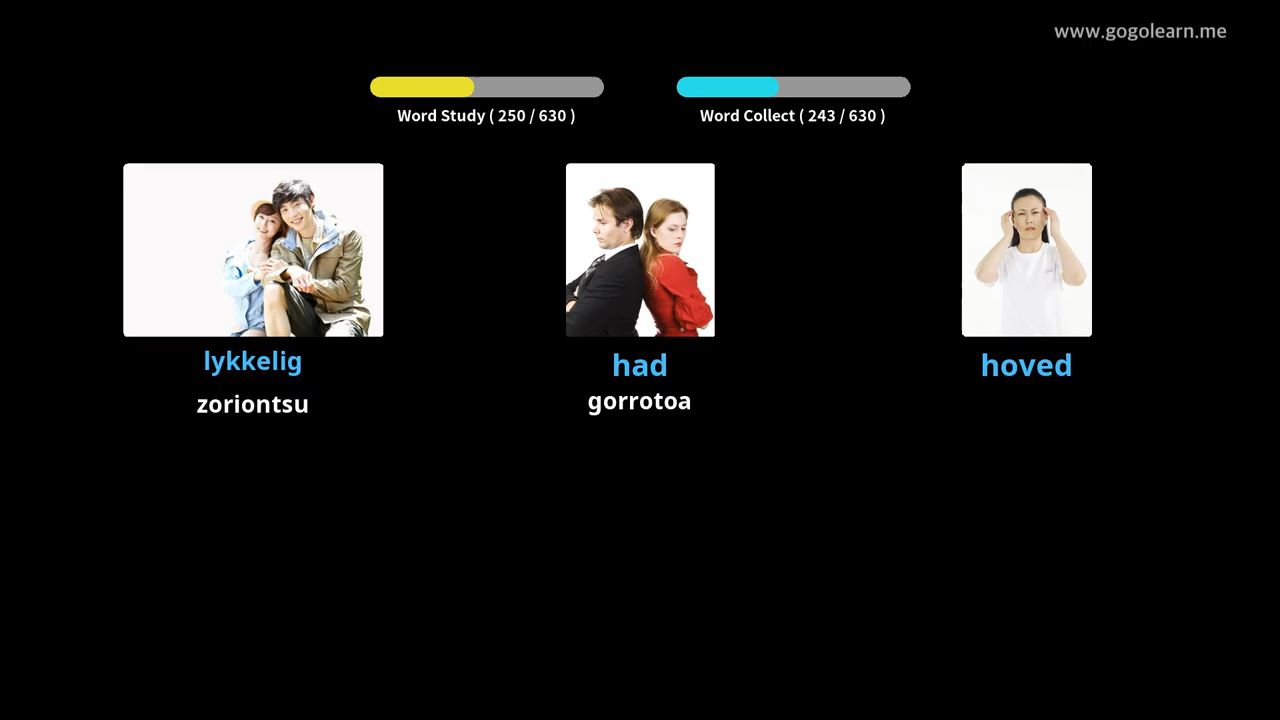 www.gogolearn.me
Word Study ( 250 / 630 )
Word Collect ( 243 / 630 )
lykkelig
had
hoved
zoriontsu
gorrotoa